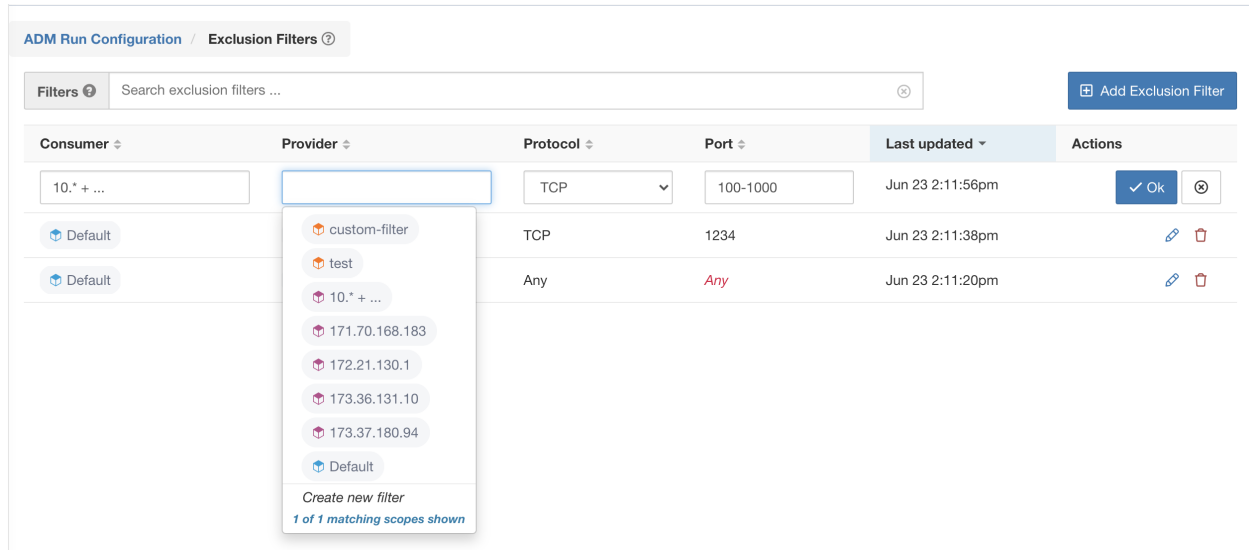 ADM Run Configuration / Exclusion Filters
Filters Search exclusion filters ... Add Exclusion Filter
Consumer Provider Protocol Port Last updated Actions
10.* + ... TCP 100-1000 Jun 23 2:11:56pm Ok
Default TCP 1234 Jun 23 2:11:38pm
Default Any Any Jun 23 2:11:20pm
custom-filter
test
10.* + ...
171.70.168.183
172.21.130.1
173.36.131.10
173.37.180.94
Default
Create new filter
1 of 1 matching scopes shown